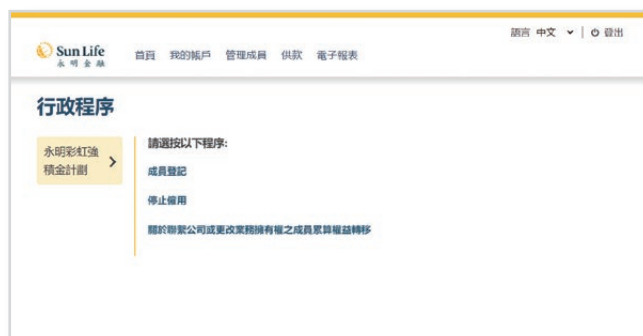 語言 中文 | 登出
Sun Life
永明金融
首頁 我的帳戶 管理成員 供款 電子報表
行政程序
永明彩虹強
積金計劃
請選按以下程序:
成員登記
停止僱用
關於聯繫公司或更改業務擁有權之成員累算權益轉移